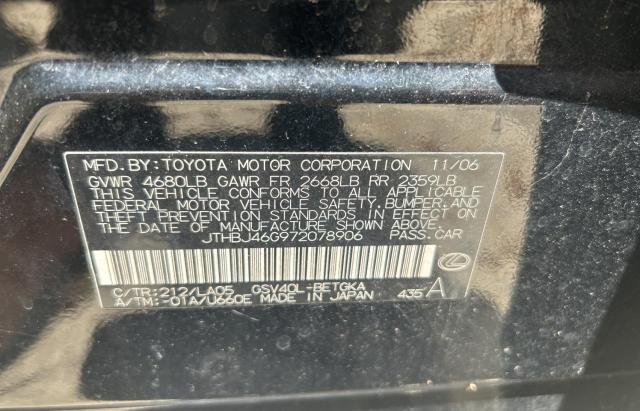 MFD.BY:TOYOTA MOTOR CORPORATION 11/06
GVWR 4680LB GAWR FR 2668LB RR 2359LB
THIS VEHICLE CONFORMS TO ALL APPLICABLE
FEDERAL MOTOR VEHICLE SAFETY,BUMPER,AND
THEFT PREVENTION STANDARDS IN EFFECT ON
THE DATE OF MANUFACTURE SHOWN ABOVE.
JTHBJ46G972078906 PASS.CAR
C/TR:212/LA05 GSV40L-BETGKA
A/TM:-01A/U660E MADE IN JAPAN 435 A